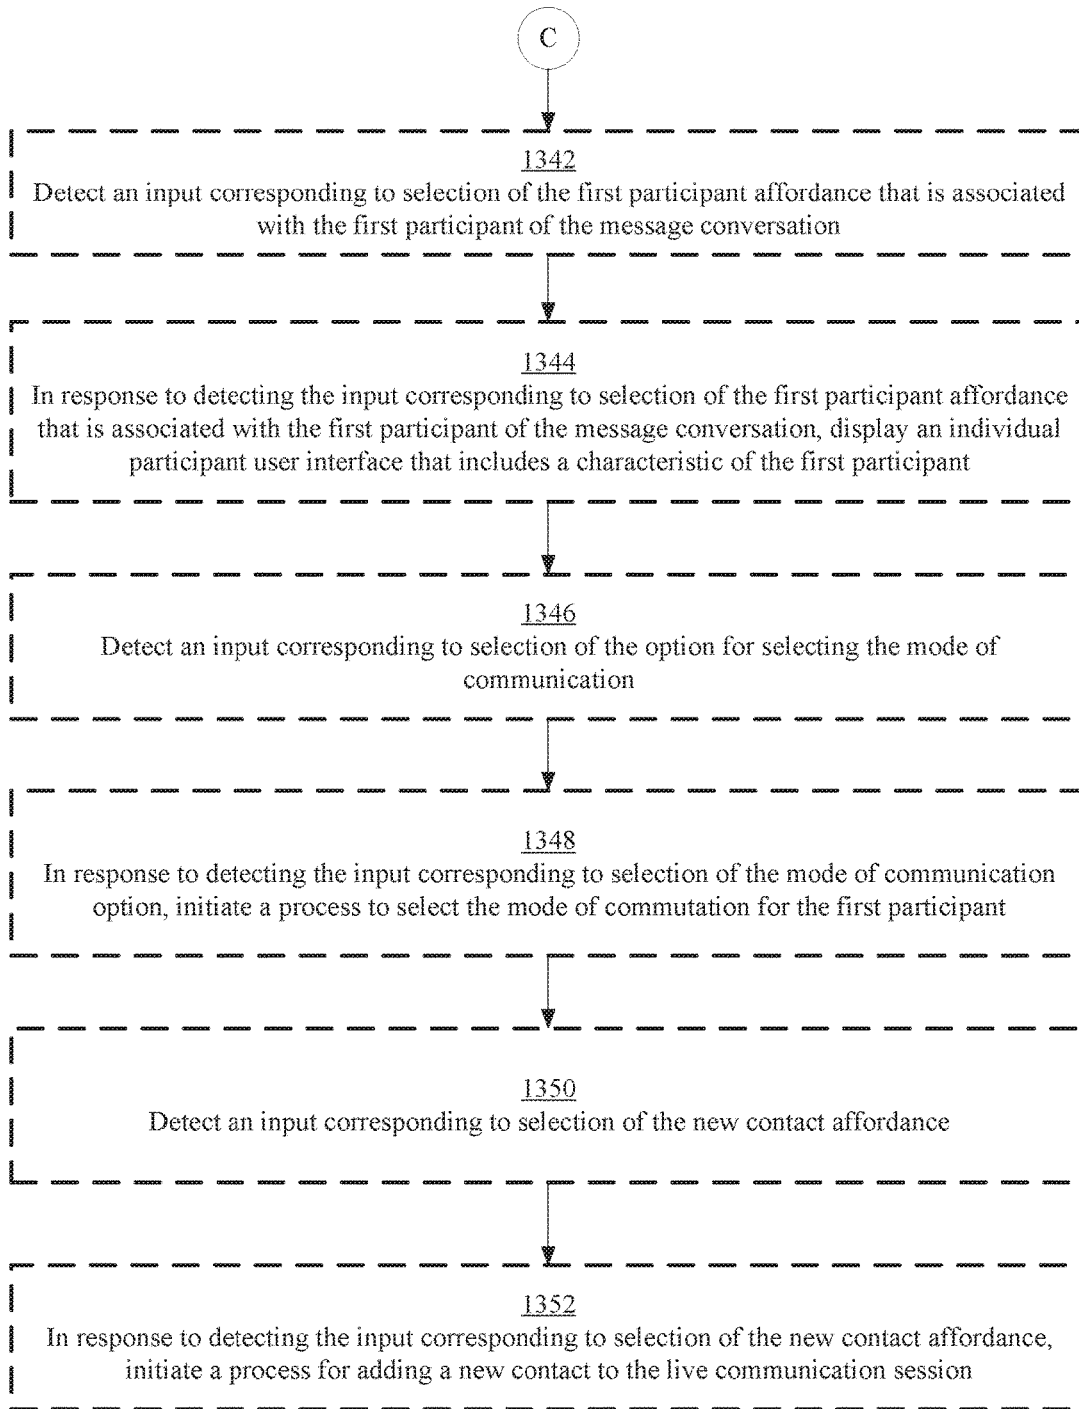 C
1342
Detect an input corresponding to selection of the first participant affordance that is associated
with the first participant of the message conversation
1344
In response to detecting the input corresponding to selection of the first participant affordance
that is associated with the first participant of the message conversation, display an individual
participant user interface that includes a characteristic of the first participant
1346
Detect an input corresponding to selection of the option for selecting the mode of
communication
1348
In response to detecting the input corresponding to selection of the mode of communication
option, initiate a process to select the mode of commutation for the first participant
1350
Detect an input corresponding to selection of the new contact affordance
1352
In response to detecting the input corresponding to selection of the new contact affordance,
initiate a process for adding a new contact to the live communication session